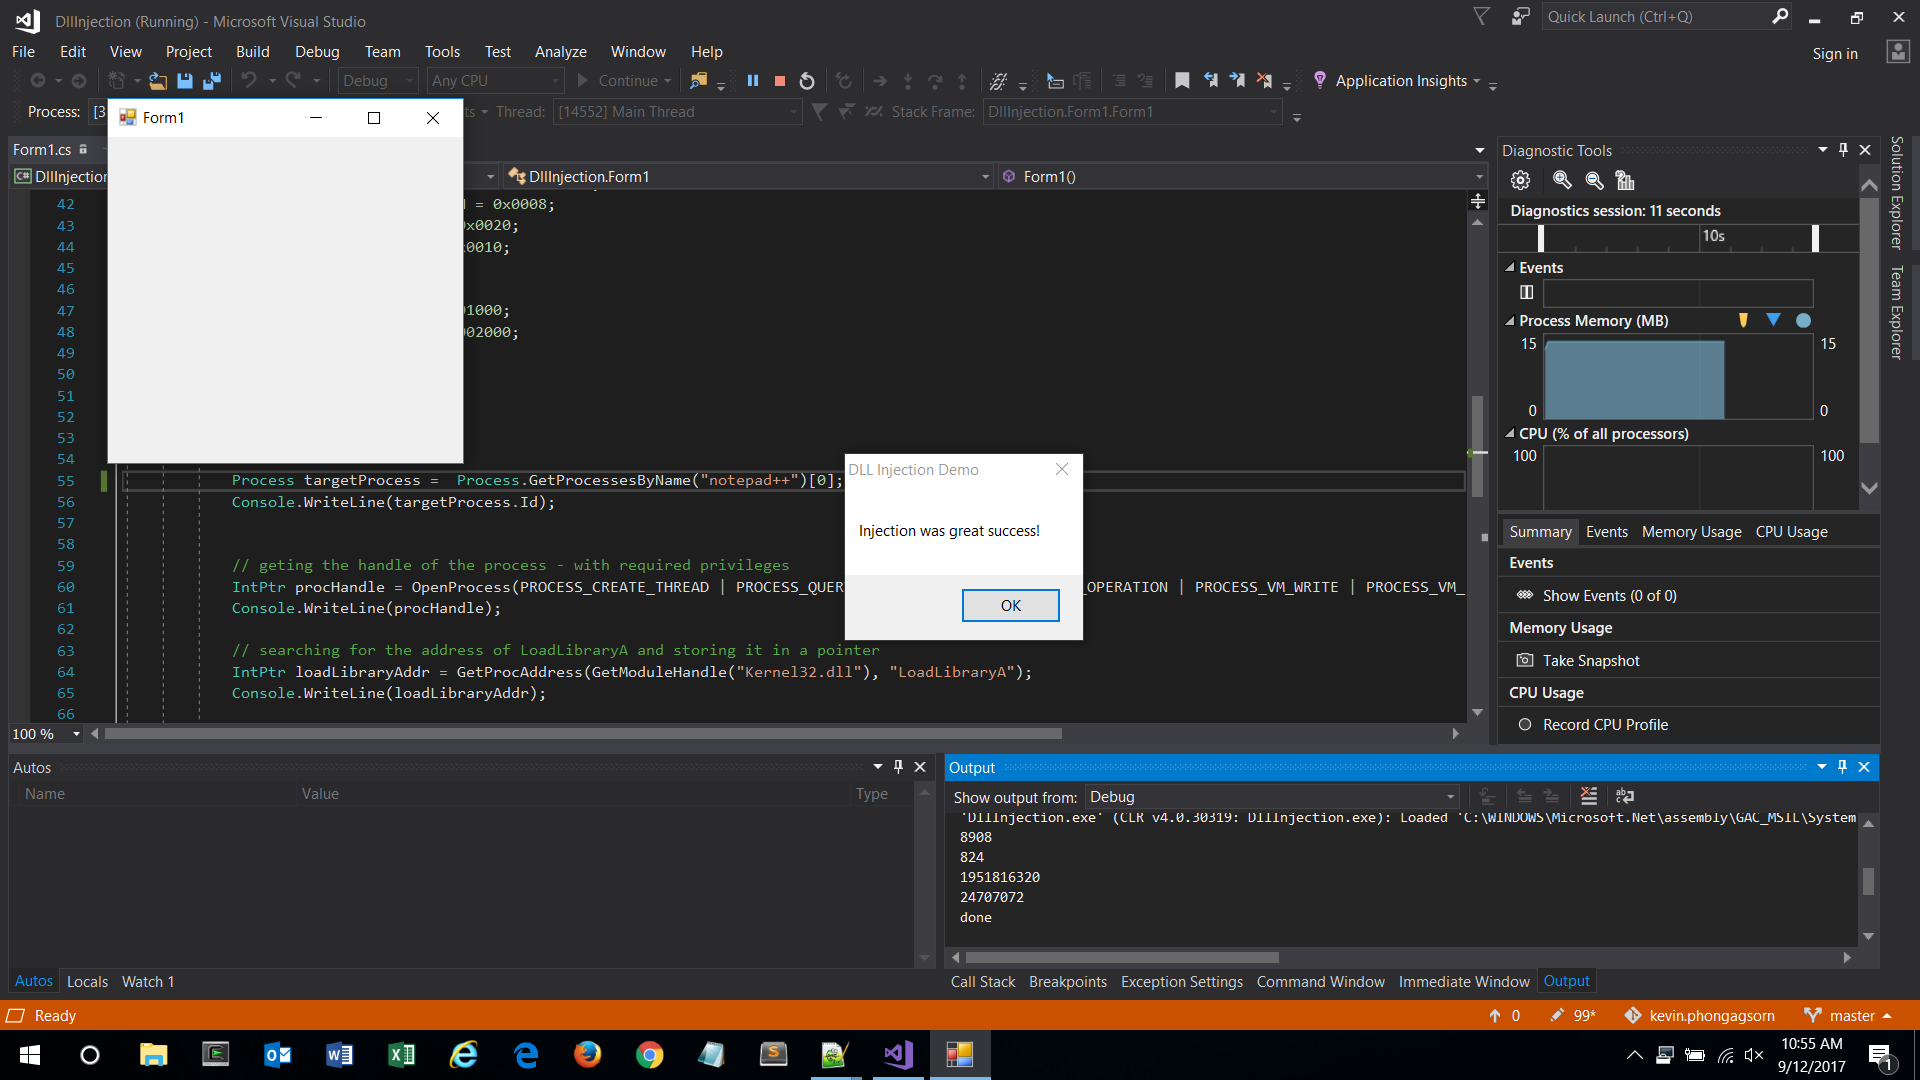 DllInjection (Running) - Microsoft Visual Studio
Quick Launch (Ctrl+Q)
File Edit View Project Build Debug Team Tools Test Analyze Window Help
Sign in
Debug Any CPU Continue Application Insights
Process: [3 Thread: [14552] Main Thread Stack Frame: DllInjection.Form1.Form1
Form1
Form1.cs
DllInjection DllInjection.Form1 Form1()
42 = 0x0008;
43 x0020;
44 0010;
45
46
47 01000;
48 002000;
49
50
51
52
53
54
55 Process targetProcess = Process.GetProcessesByName("notepad++")[0];
56 Console.WriteLine(targetProcess.Id);
57
58
59 // geting the handle of the process - with required privileges
60 IntPtr procHandle = OpenProcess(PROCESS_CREATE_THREAD | PROCESS_QUER _OPERATION | PROCESS_VM_WRITE | PROCESS_VM_
61 Console.WriteLine(procHandle);
62
63 // searching for the address of LoadLibraryA and storing it in a pointer
64 IntPtr loadLibraryAddr = GetProcAddress(GetModuleHandle("Kernel32.dll"), "LoadLibraryA");
65 Console.WriteLine(loadLibraryAddr);
66
100 %
DLL Injection Demo
Injection was great success!
OK
Diagnostic Tools
Diagnostics session: 11 seconds
10s
Events
Process Memory (MB)
15 15
0 0
CPU (% of all processors)
100 100
Summary Events Memory Usage CPU Usage
Events
Show Events (0 of 0)
Memory Usage
Take Snapshot
CPU Usage
Record CPU Profile
Solution Explorer
Team Explorer
Autos
Name Value Type
Autos Locals Watch 1
Output
Show output from: Debug
'DllInjection.exe' (CLR v4.0.30319: DllInjection.exe): Loaded 'C:\WINDOWS\Microsoft.Net\assembly\GAC_MSIL\System
8908
824
1951816320
24707072
done
Call Stack Breakpoints Exception Settings Command Window Immediate Window Output
Ready
0 99* kevin.phongagsorn master
10:55 AM
9/12/2017
1